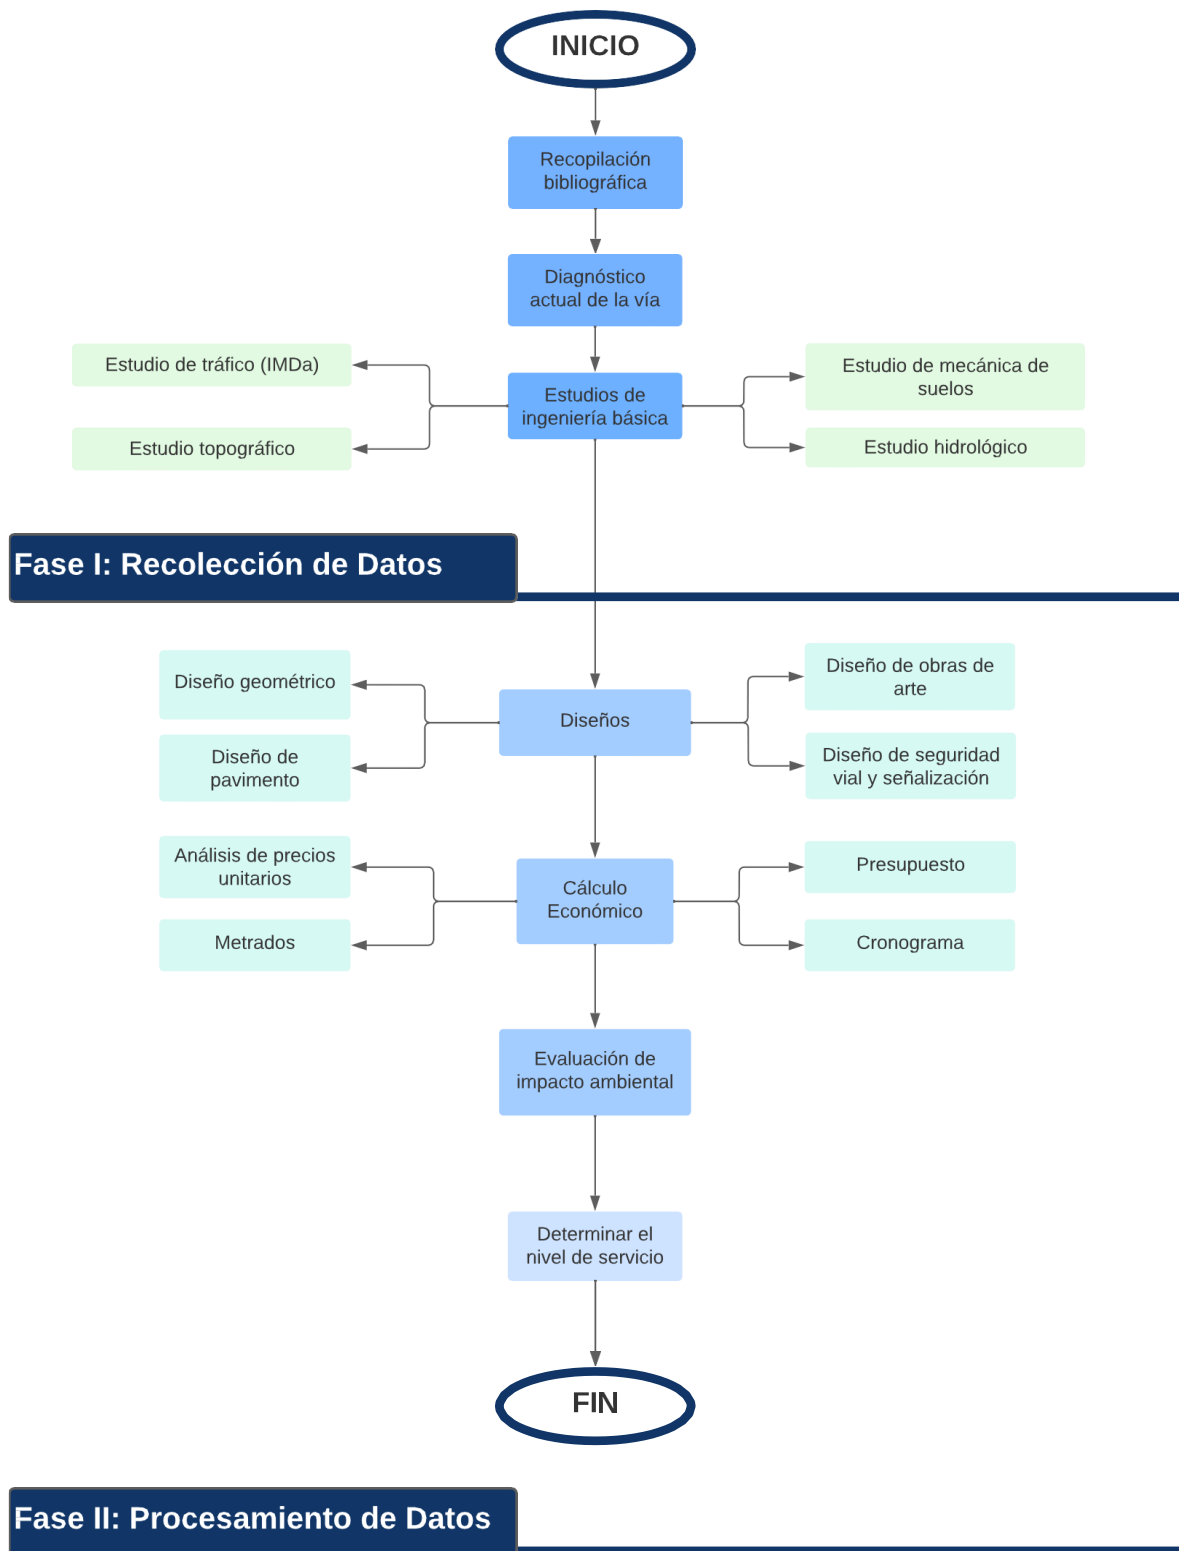 INICIO
Recopilación
bibliográfica
Diagnóstico
actual de la vía
Estudios de
ingeniería básica
Estudio de tráfico (IMDa)
Estudio topográfico
Estudio de mecánica de
suelos
Estudio hidrológico
Fase I: Recolección de Datos
Diseños
Diseño geométrico
Diseño de
pavimento
Diseño de obras de
arte
Diseño de seguridad
vial y señalización
Cálculo
Económico
Análisis de precios
unitarios
Metrados
Presupuesto
Cronograma
Evaluación de
impacto ambiental
Determinar el
nivel de servicio
FIN
Fase II: Procesamiento de Datos